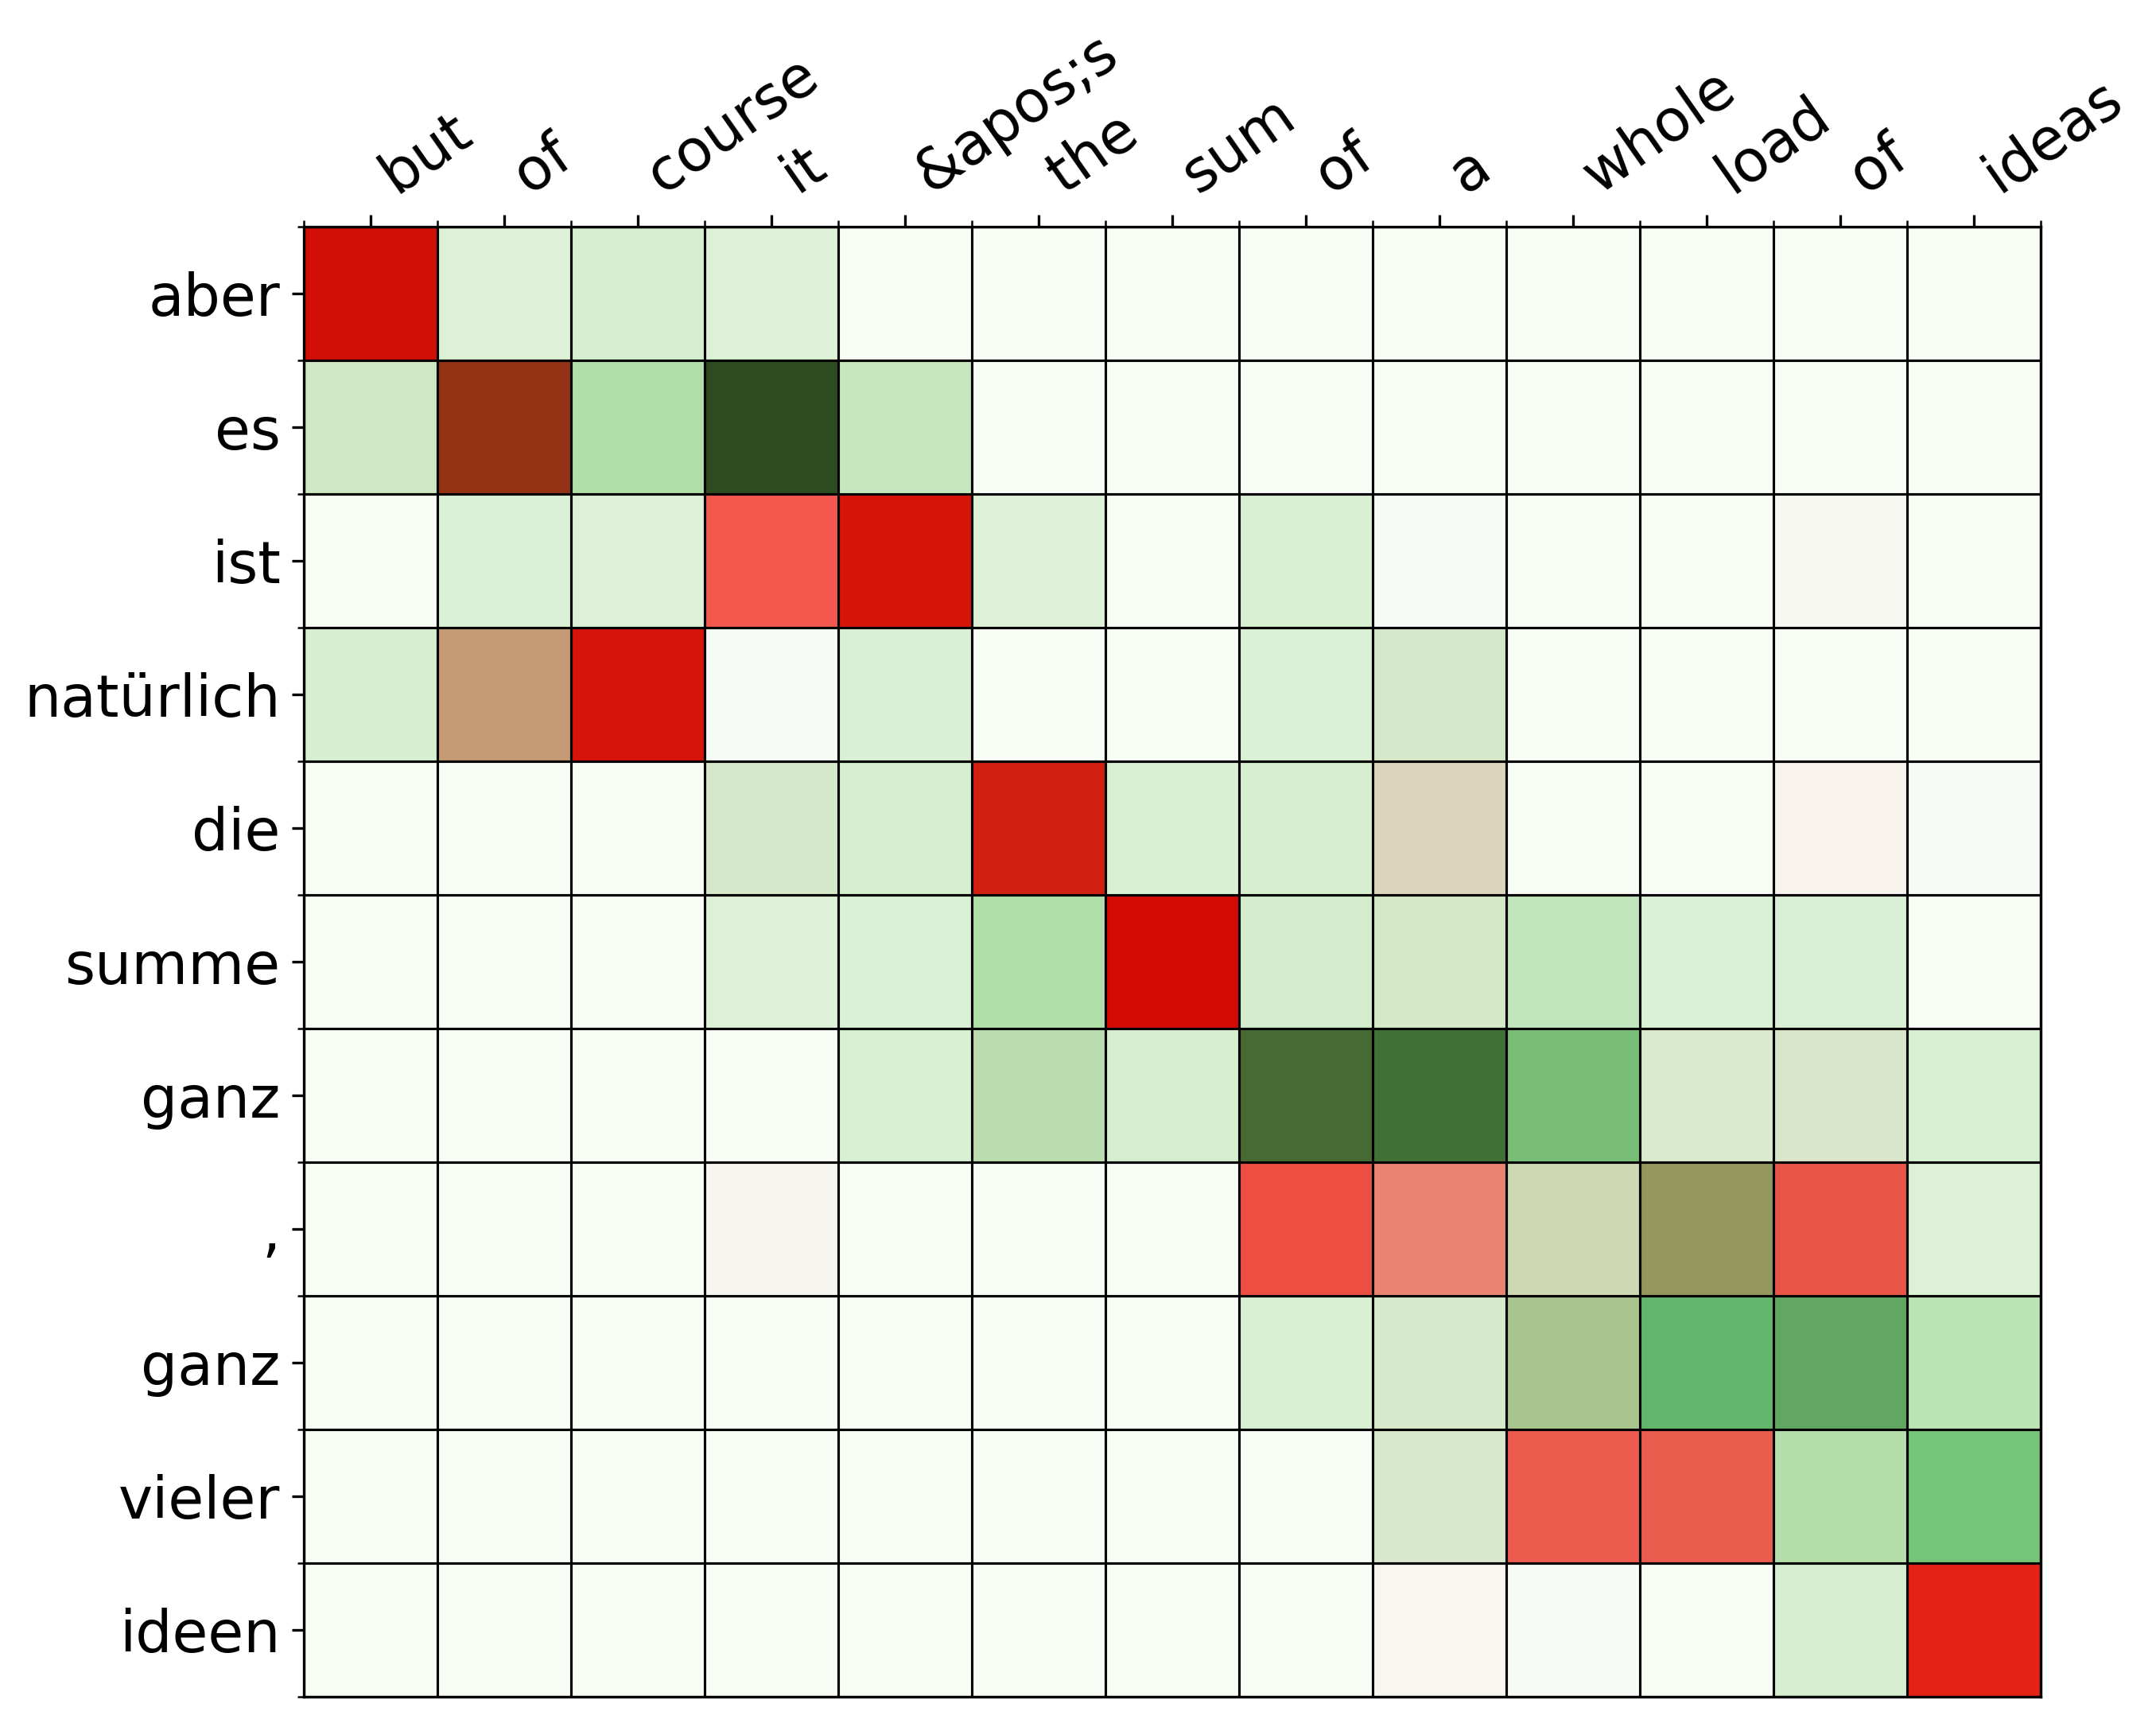 but of course it &apos;s the sum of a whole load of ideas
aber
es
ist
natürlich
die
summe
ganz
,
ganz
vieler
ideen